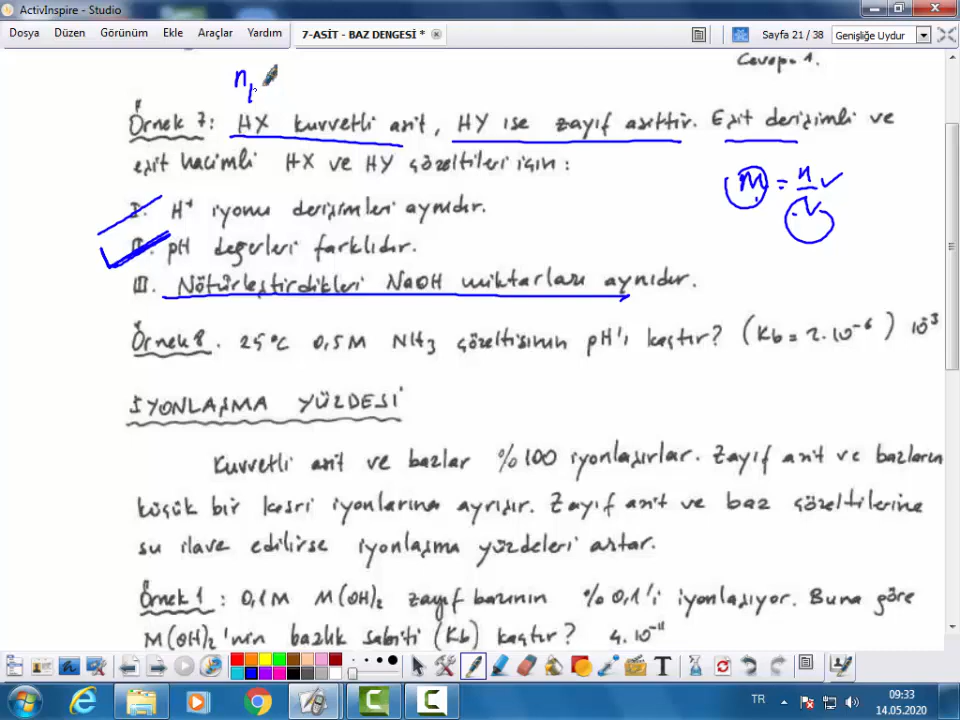 ActivInspire - Studio
Dosya Düzen Görünüm Ekle Araçlar Yardım 7-ASİT - BAZ DENGESİ * Sayfa 21 / 38 Genişliğe Uydur
Cevap: 1.
n
Örnek 7: HX kuvvetli asit, HY ise zayıf asittir. Eşit derişimli ve
eşit hacimli HX ve HY çözeltileri için:
M = n/V
I. H⁺ iyonu derişimleri aynıdır.
II. pH değerleri farklıdır.
III. Nötürleştirdikleri NaOH miktarları aynıdır.
Örnek 8. 25°C 0,5M NH₃ çözeltisinin pH'ı kaçtır? (Kb = 2.10⁻⁶) 10⁻³
İYONLAŞMA YÜZDESİ
Kuvvetli asit ve bazlar %100 iyonlaşırlar. Zayıf asit ve bazların
küçük bir kesri iyonlarına ayrışır. Zayıf asit ve baz çözeltilerine
su ilave edilirse iyonlaşma yüzdeleri artar.
Örnek 1: 0,1M M(OH)₂ zayıf bazının %0,1'i iyonlaşıyor. Buna göre
M(OH)₂'nin bazlık sabiti (Kb) kaçtır? 4.10⁻¹¹
TR 09:33
14.05.2020